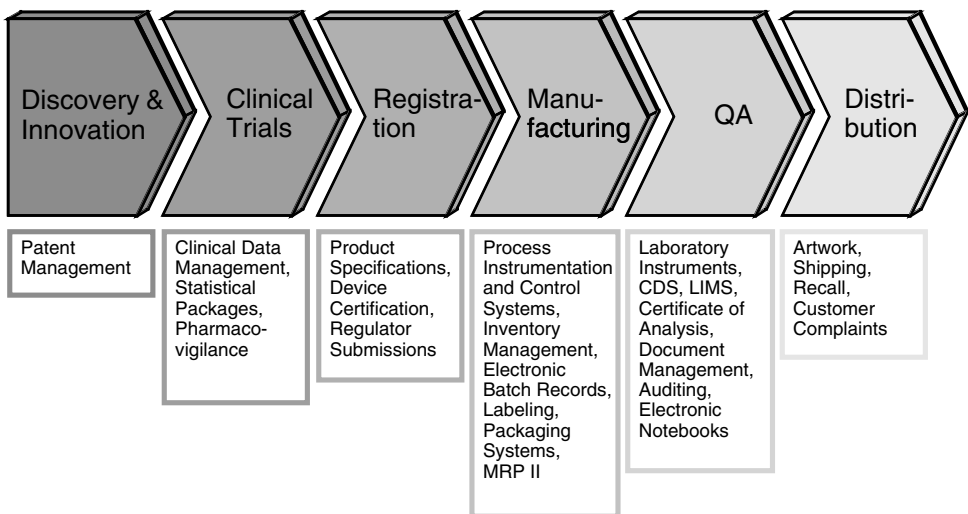 Discovery &
Innovation
Clinical
Trials
Registra-
tion
Manu-
facturing
QA
Distri-
bution
Patent
Management
Clinical Data
Management,
Statistical
Packages,
Pharmaco-
vigilance
Product
Specifications,
Device
Certification,
Regulator
Submissions
Process
Instrumentation
and Control
Systems,
Inventory
Management,
Electronic
Batch Records,
Labeling,
Packaging
Systems,
MRP II
Laboratory
Instruments,
CDS, LIMS,
Certificate of
Analysis,
Document
Management,
Auditing,
Electronic
Notebooks
Artwork,
Shipping,
Recall,
Customer
Complaints